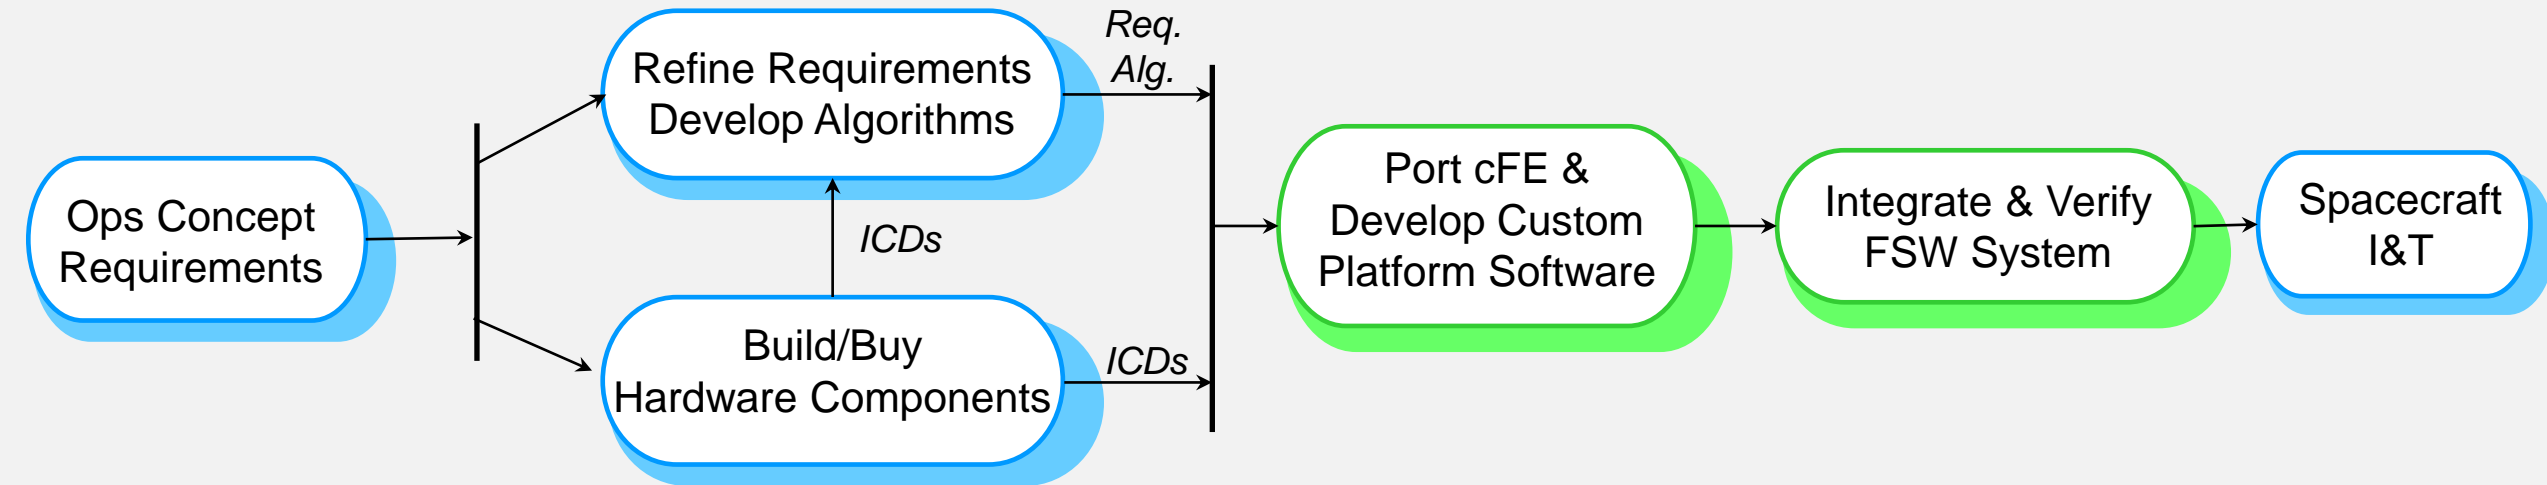 Ops Concept
Requirements
Refine Requirements
Develop Algorithms
Req.
Alg.
ICDs
Build/Buy
Hardware Components
ICDs
Port cFE &
Develop Custom
Platform Software
Integrate & Verify
FSW System
Spacecraft
I&T